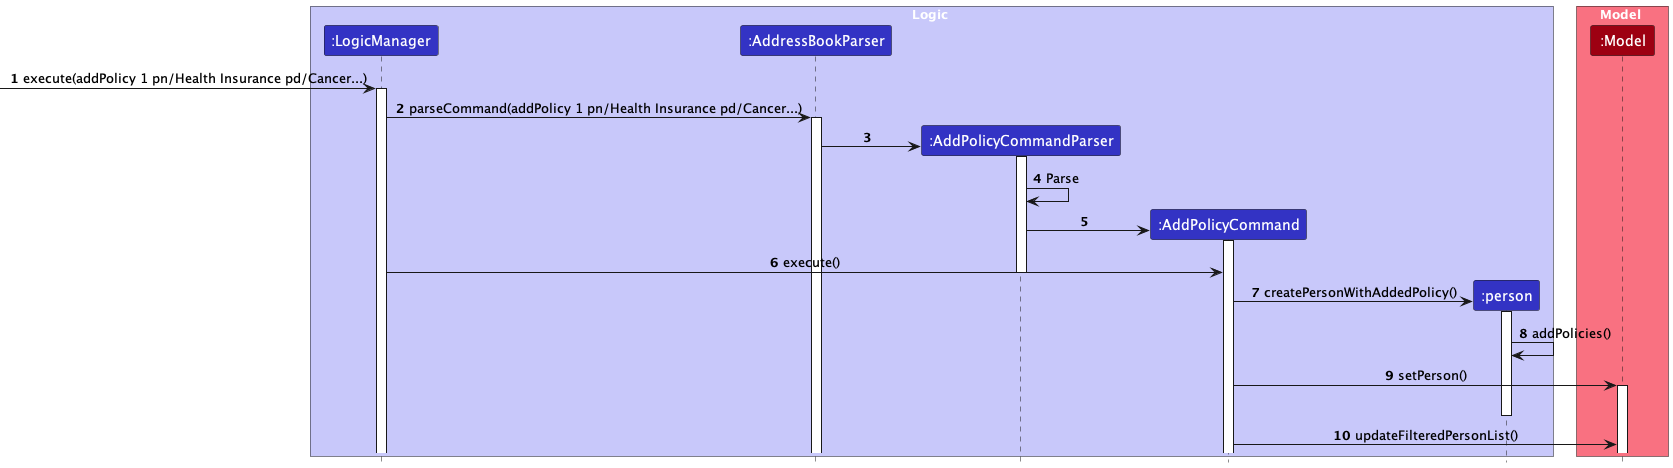 Logic
Model
:LogicManager
:AddressBookParser
:Model
1 execute(addPolicy 1 pn/Health Insurance pd/Cancer...)
2 parseCommand(addPolicy 1 pn/Health Insurance pd/Cancer...)
3
:AddPolicyCommandParser
4 Parse
5
:AddPolicyCommand
6 execute()
7 createPersonWithAddedPolicy()
:person
8 addPolicies()
9 setPerson()
10 updateFilteredPersonList()